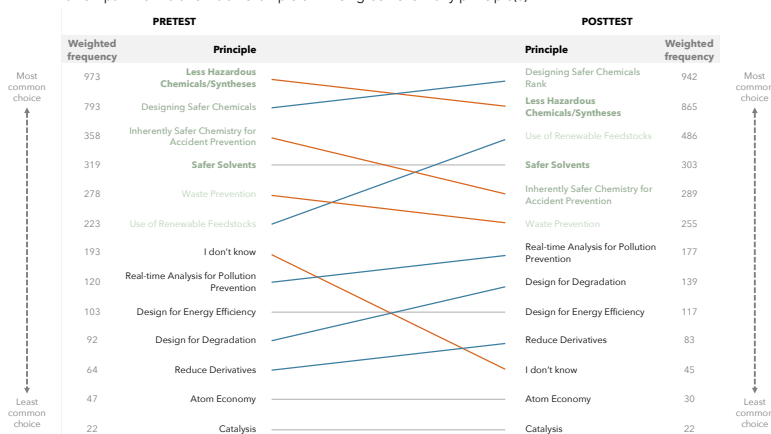 PRETEST
POSTTEST
Weighted
frequency
Principle
Principle
Weighted
frequency
Most
common
choice
973
Less Hazardous
Chemicals/Syntheses
Designing Safer Chemicals
Rank
942
Most
common
choice
793
Designing Safer Chemicals
Less Hazardous
Chemicals/Syntheses
865
358
Inherently Safer Chemistry for
Accident Prevention
Use of Renewable Feedstocks
486
319
Safer Solvents
Safer Solvents
303
278
Waste Prevention
Inherently Safer Chemistry for
Accident Prevention
289
223
Use of Renewable Feedstocks
Waste Prevention
255
193
I don't know
Real-time Analysis for Pollution
Prevention
177
120
Real-time Analysis for Pollution
Prevention
Design for Degradation
139
103
Design for Energy Efficiency
Design for Energy Efficiency
117
92
Design for Degradation
Reduce Derivatives
83
64
Reduce Derivatives
I don't know
45
Least
common
choice
47
Atom Economy
Atom Economy
30
Least
common
choice
22
Catalysis
Catalysis
22